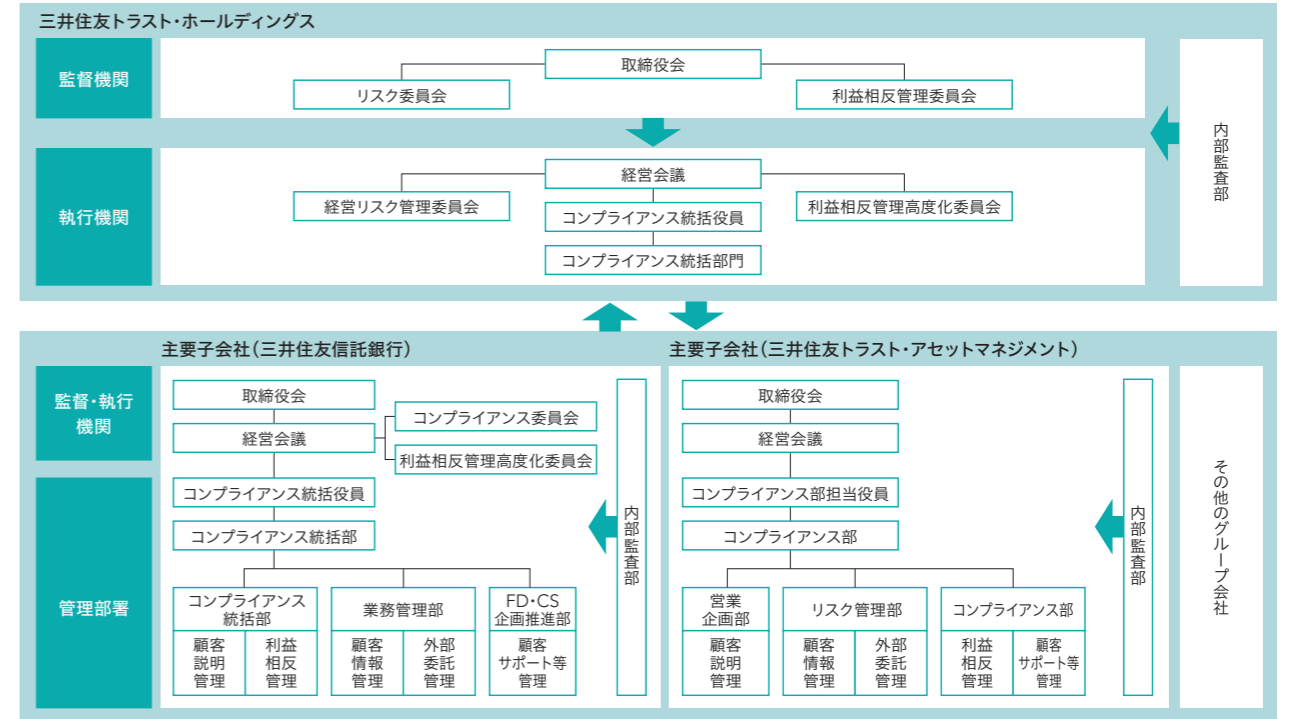 三井住友トラスト・ホールディングス
監督機関
取締役会
リスク委員会
利益相反管理委員会
内部監査部
執行機関
経営会議
経営リスク管理委員会
コンプライアンス統括役員
利益相反管理高度化委員会
コンプライアンス統括部門
主要子会社(三井住友信託銀行)
監督・執行
機関
取締役会
経営会議
コンプライアンス委員会
利益相反管理高度化委員会
管理部署
コンプライアンス統括役員
コンプライアンス統括部
コンプライアンス
統括部
顧客
説明
管理
利益
相反
管理
業務管理部
顧客
情報
管理
外部
委託
管理
FD・CS
企画推進部
顧客
サポート等
管理
内部監査部
主要子会社(三井住友トラスト・アセットマネジメント)
取締役会
経営会議
コンプライアンス部担当役員
コンプライアンス部
営業
企画部
顧客
説明
管理
リスク管理部
顧客
情報
管理
外部
委託
管理
コンプライアンス部
利益
相反
管理
顧客
サポート等
管理
内部監査部
その他のグループ会社